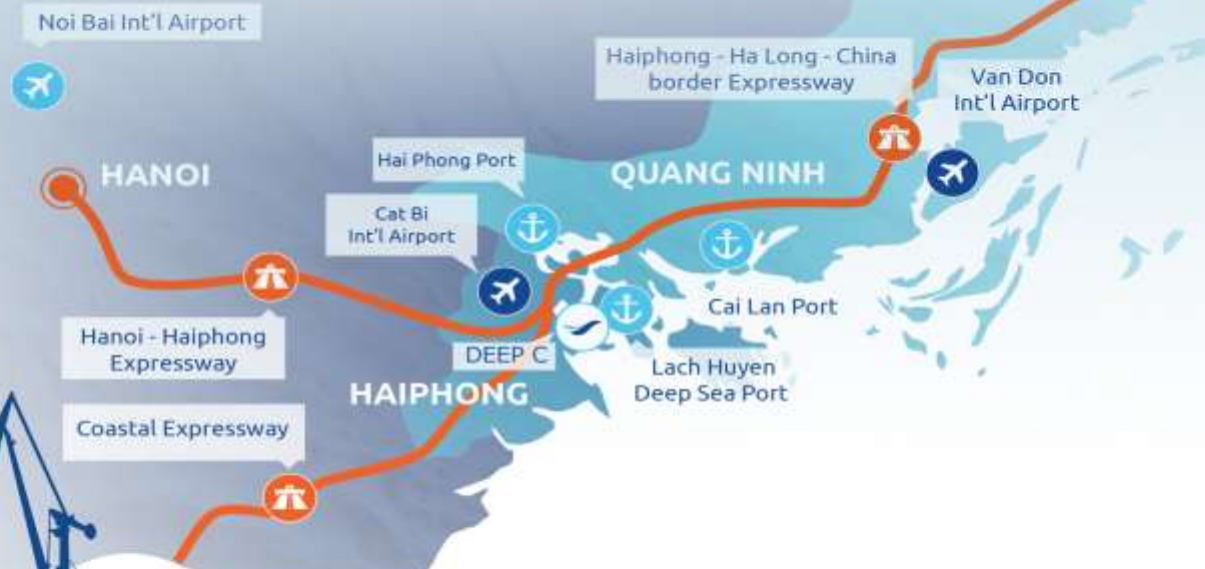 Noi Bai Int'l Airport
Haiphong - Ha Long - China
border Expressway
Van Don
Int'l Airport
HANOI
Hai Phong Port
QUANG NINH
Cat Bi
Int'l Airport
Cai Lan Port
Hanoi - Haiphong
Expressway
DEEP C
Lach Huyen
Deep Sea Port
HAIPHONG
Coastal Expressway